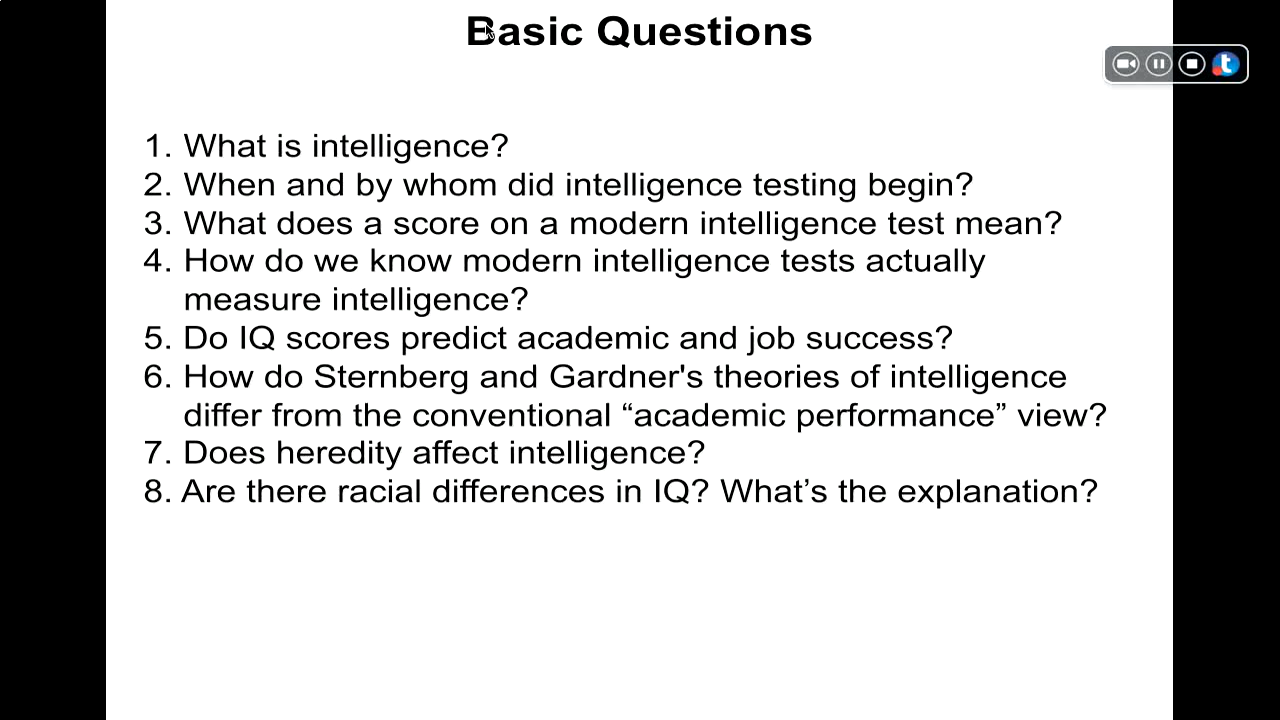 Basic Questions
1. What is intelligence?
2. When and by whom did intelligence testing begin?
3. What does a score on a modern intelligence test mean?
4. How do we know modern intelligence tests actually
measure intelligence?
5. Do IQ scores predict academic and job success?
6. How do Sternberg and Gardner's theories of intelligence
differ from the conventional “academic performance” view?
7. Does heredity affect intelligence?
8. Are there racial differences in IQ? What’s the explanation?
t